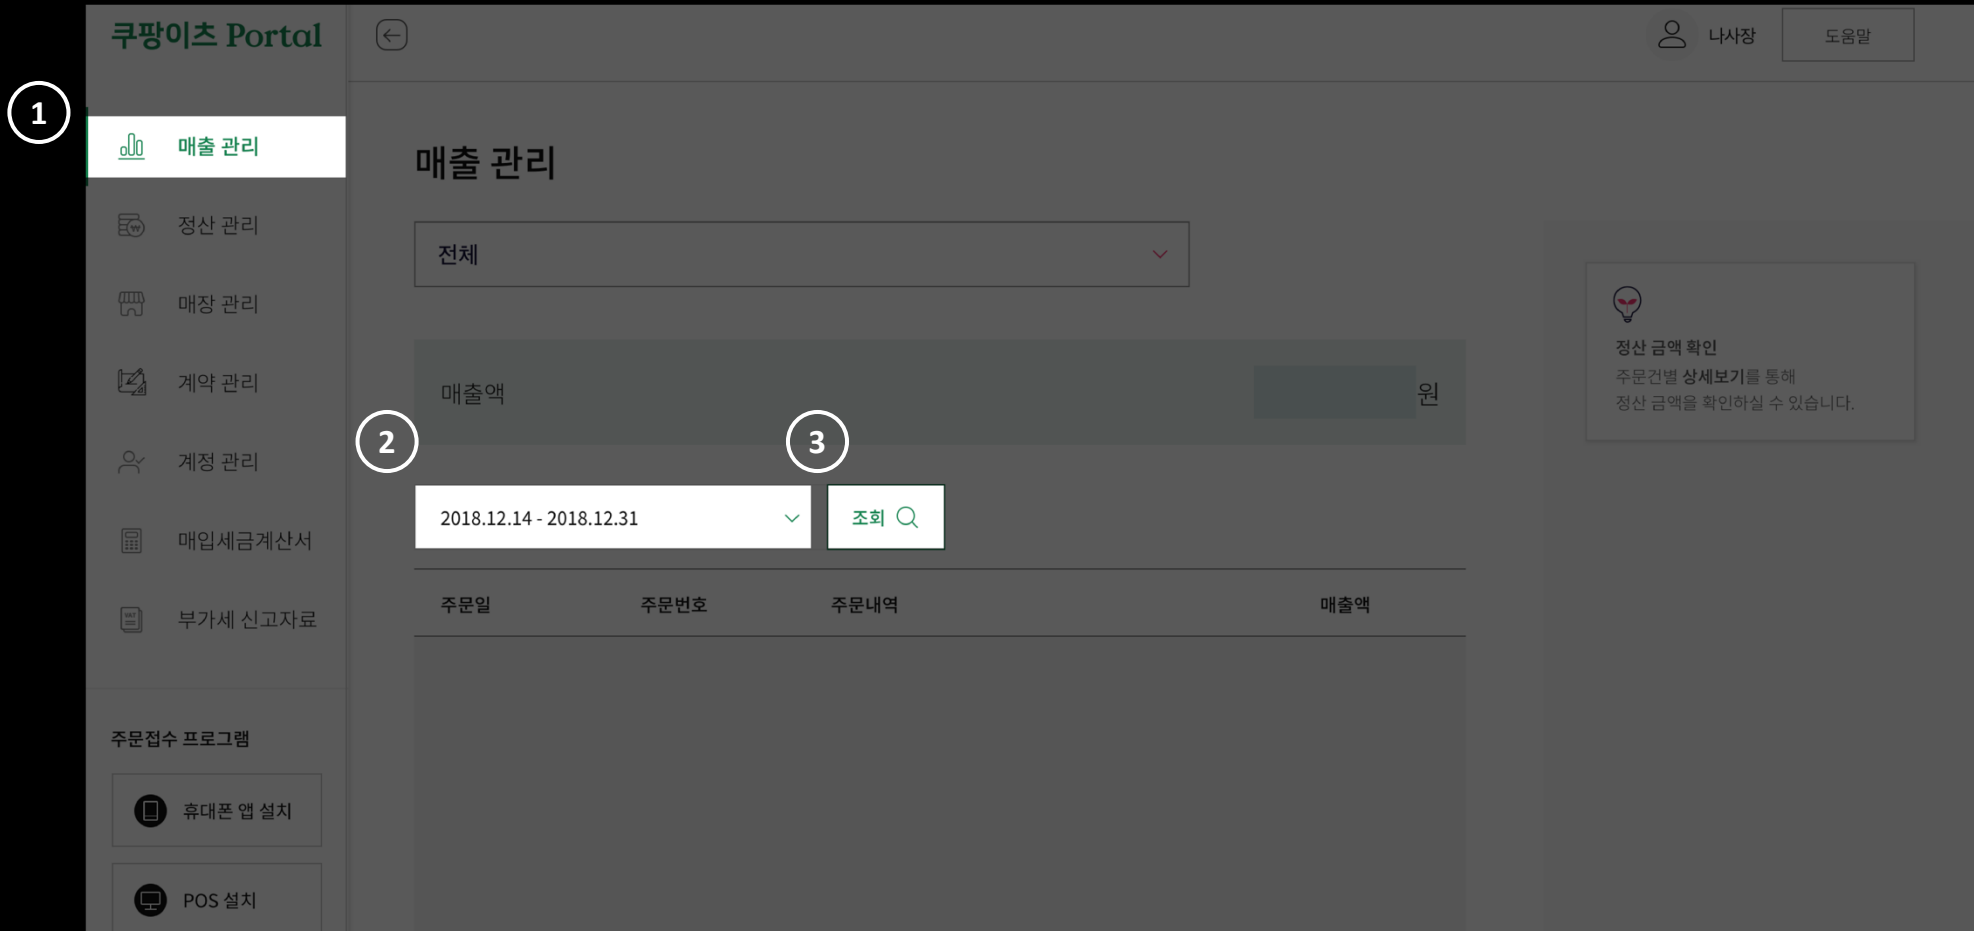 쿠팡이츠 Portal
나사장
도움말
1
매출 관리
정산 관리
매장 관리
계약 관리
계정 관리
매입세금계산서
부가세 신고자료
주문접수 프로그램
휴대폰 앱 설치
POS 설치
매출 관리
전체
매출액 원
2
3
2018.12.14 - 2018.12.31
조회
주문일 주문번호 주문내역 매출액
정산 금액 확인
주문건별 상세보기를 통해
정산 금액을 확인하실 수 있습니다.